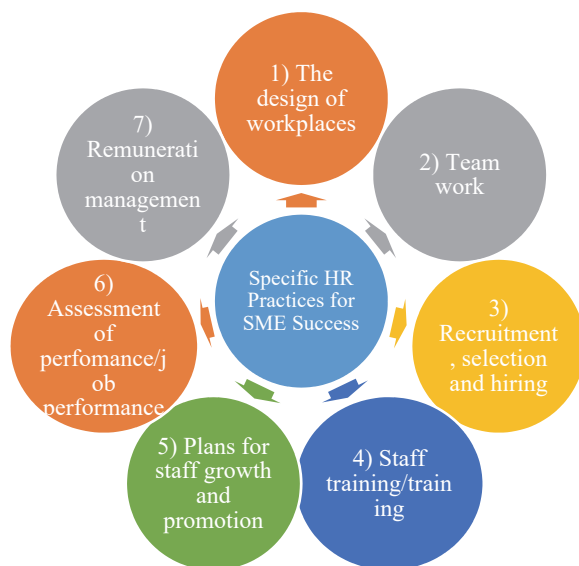 1) The
design of
workplaces
2) Team
work
3)
Recruitment
, selection
and hiring
4) Staff
training/train
ing
5) Plans for
staff growth
and
promotion
6)
Assessment
of
perfomance/j
ob
performance
7)
Remunerati
on
managemen
t
Specific HR
Practices for
SME Success